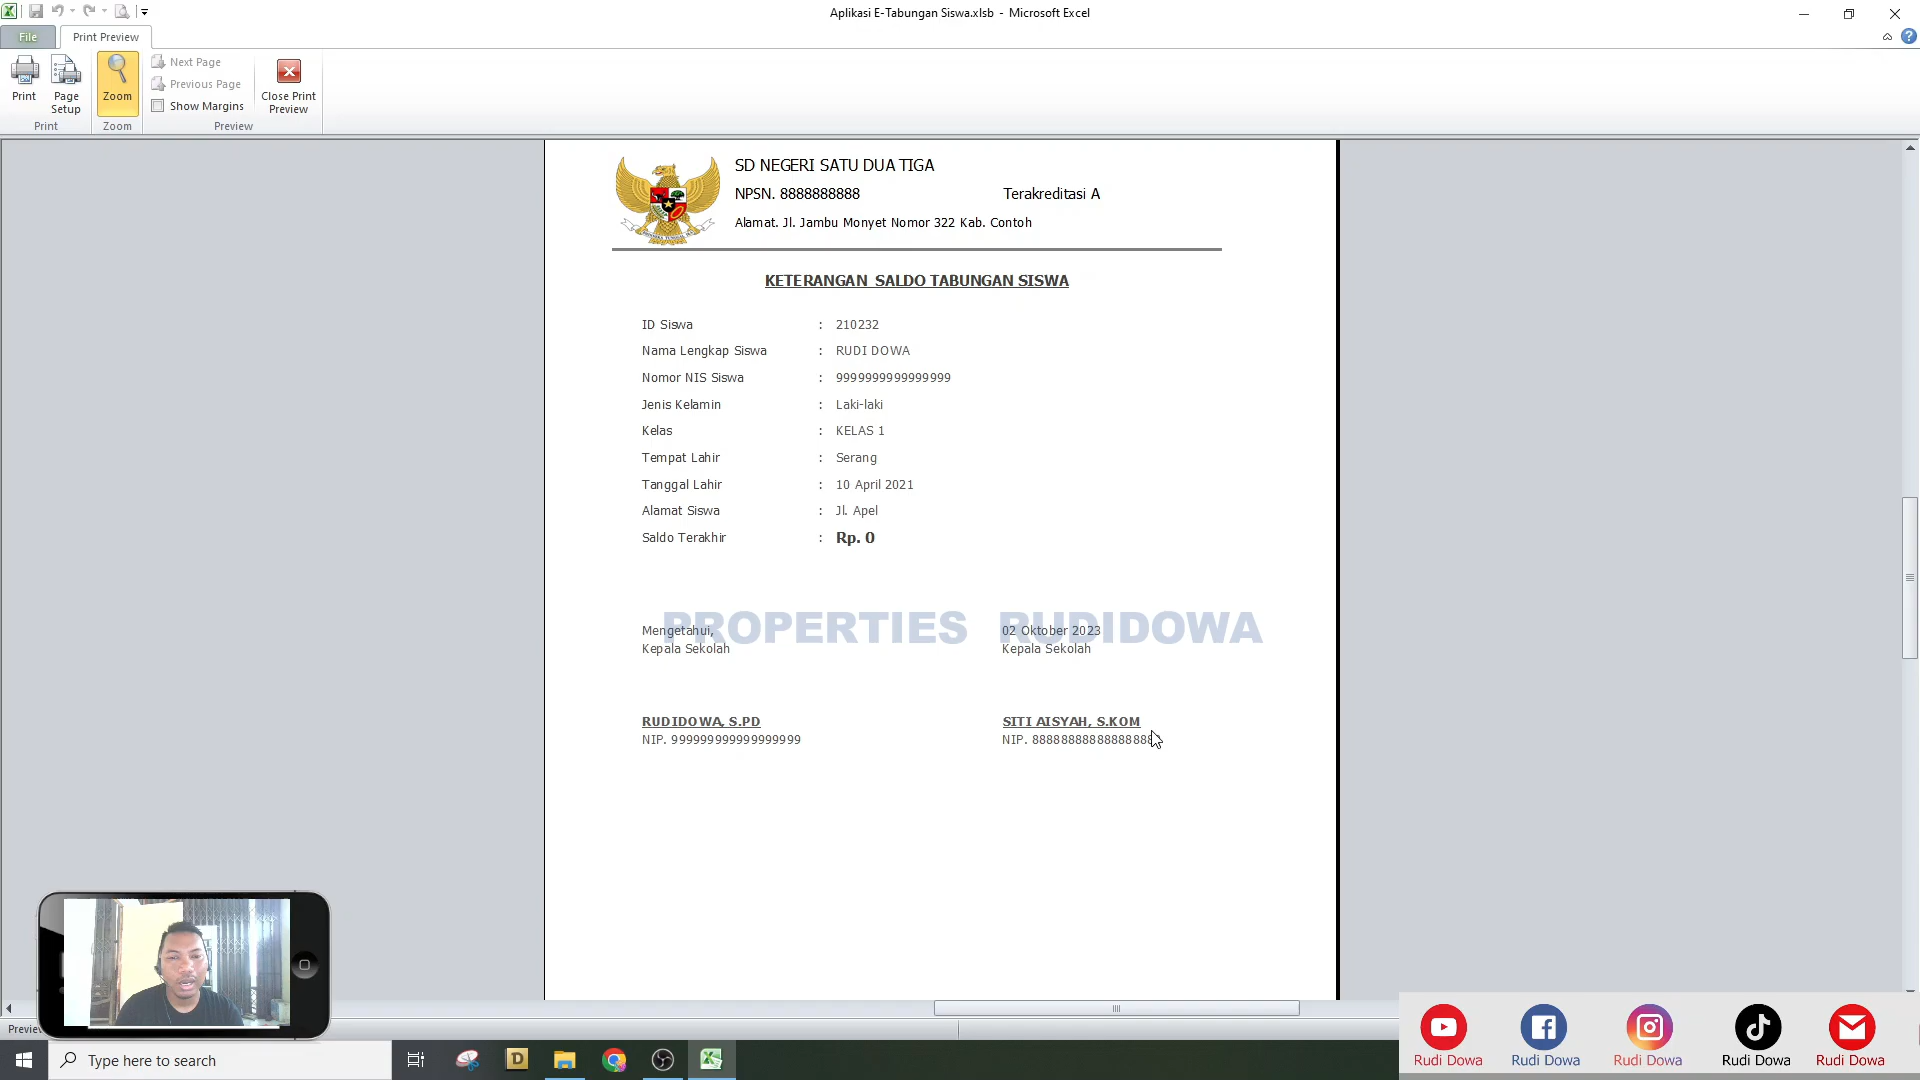 Aplikasi E-Tabungan Siswa.xlsb - Microsoft Excel
File
Print Preview
Print
Page Setup
Zoom
Next Page
Previous Page
Show Margins
Close Print Preview
Print
Zoom
Preview
SD NEGERI SATU DUA TIGA
NPSN. 8888888888 Terakreditasi A
Alamat. Jl. Jambu Monyet Nomor 322 Kab. Contoh
KETERANGAN SALDO TABUNGAN SISWA
ID Siswa : 210232
Nama Lengkap Siswa : RUDI DOWA
Nomor NIS Siswa : 9999999999999999
Jenis Kelamin : Laki-laki
Kelas : KELAS 1
Tempat Lahir : Serang
Tanggal Lahir : 10 April 2021
Alamat Siswa : Jl. Apel
Saldo Terakhir : Rp. 0
PROPERTIES RUDIDOWA
Mengetahui, 02 Oktober 2023
Kepala Sekolah Kepala Sekolah
RUDIDOWA, S.PD SITI AISYAH, S.KOM
NIP. 999999999999999999 NIP.
Type here to search
Rudi Dowa
Rudi Dowa
Rudi Dowa
Rudi Dowa
Rudi Dowa